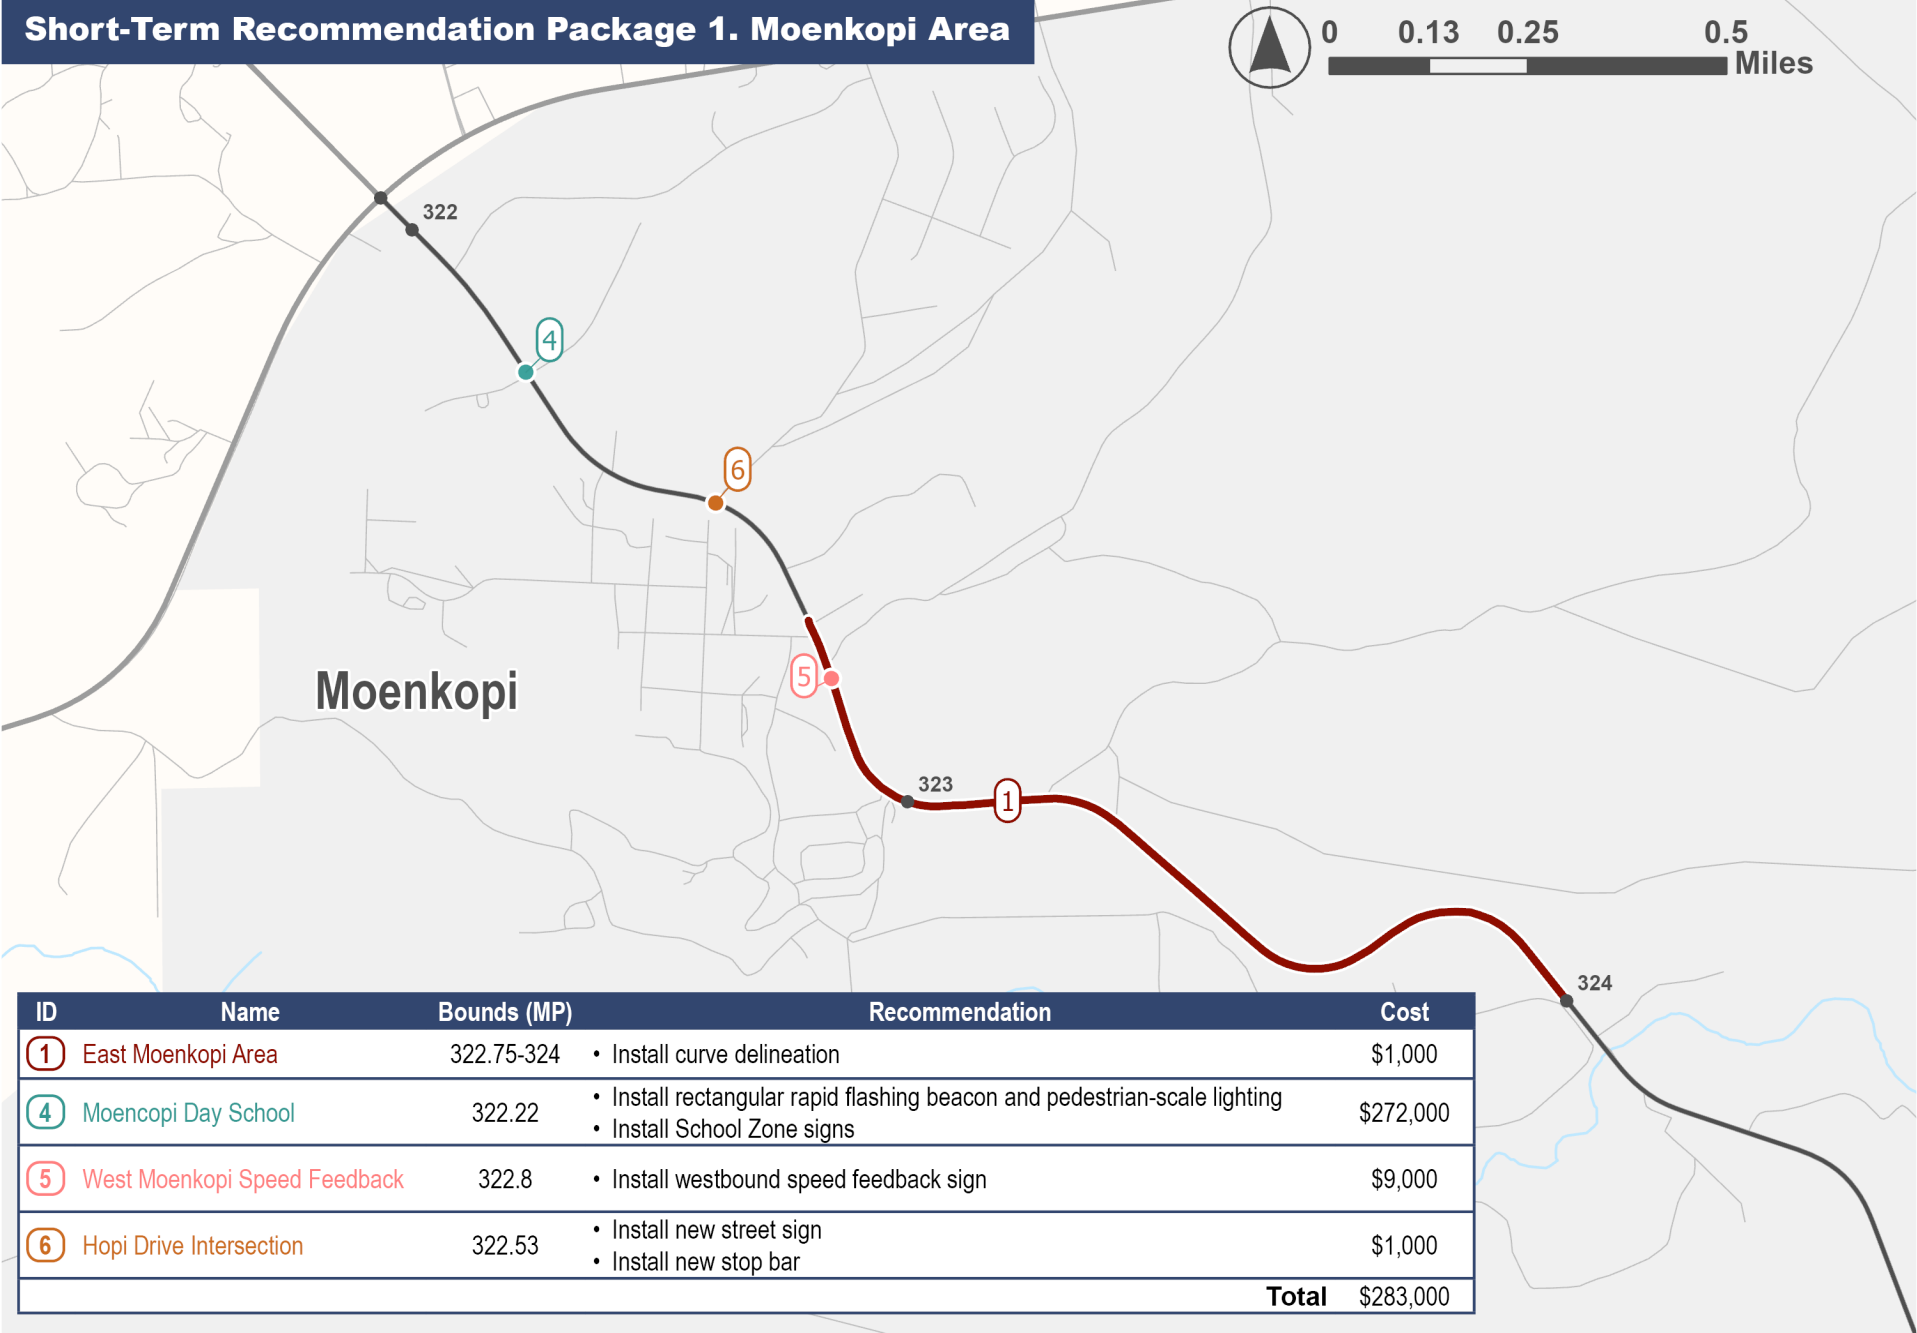 Short-Term Recommendation Package 1. Moenkopi Area
0 0.13 0.25 0.5
Miles
322
4
6
5
Moenkopi
323
1
324
ID Name Bounds (MP) Recommendation Cost
1 East Moenkopi Area 322.75-324 • Install curve delineation $1,000
4 Moencopi Day School 322.22 • Install rectangular rapid flashing beacon and pedestrian-scale lighting $272,000
• Install School Zone signs
5 West Moenkopi Speed Feedback 322.8 • Install westbound speed feedback sign $9,000
6 Hopi Drive Intersection 322.53 • Install new street sign $1,000
• Install new stop bar
Total $283,000